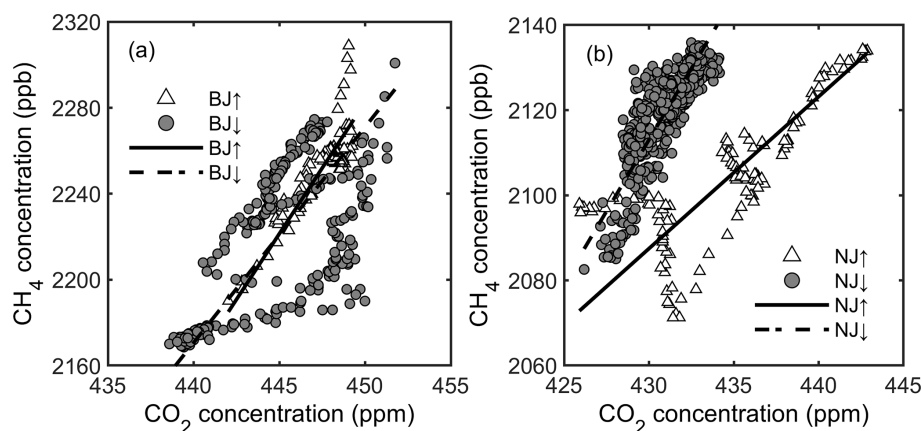 (a)
2320
2280
2240
2200
2160
CH₄ concentration (ppb)
BJ↑
BJ↓
BJ↑
BJ↓
435 440 445 450 455
CO₂ concentration (ppm)
(b)
2140
2120
2100
2080
2060
CH₄ concentration (ppb)
NJ↑
NJ↓
NJ↑
NJ↓
425 430 435 440 445
CO₂ concentration (ppm)